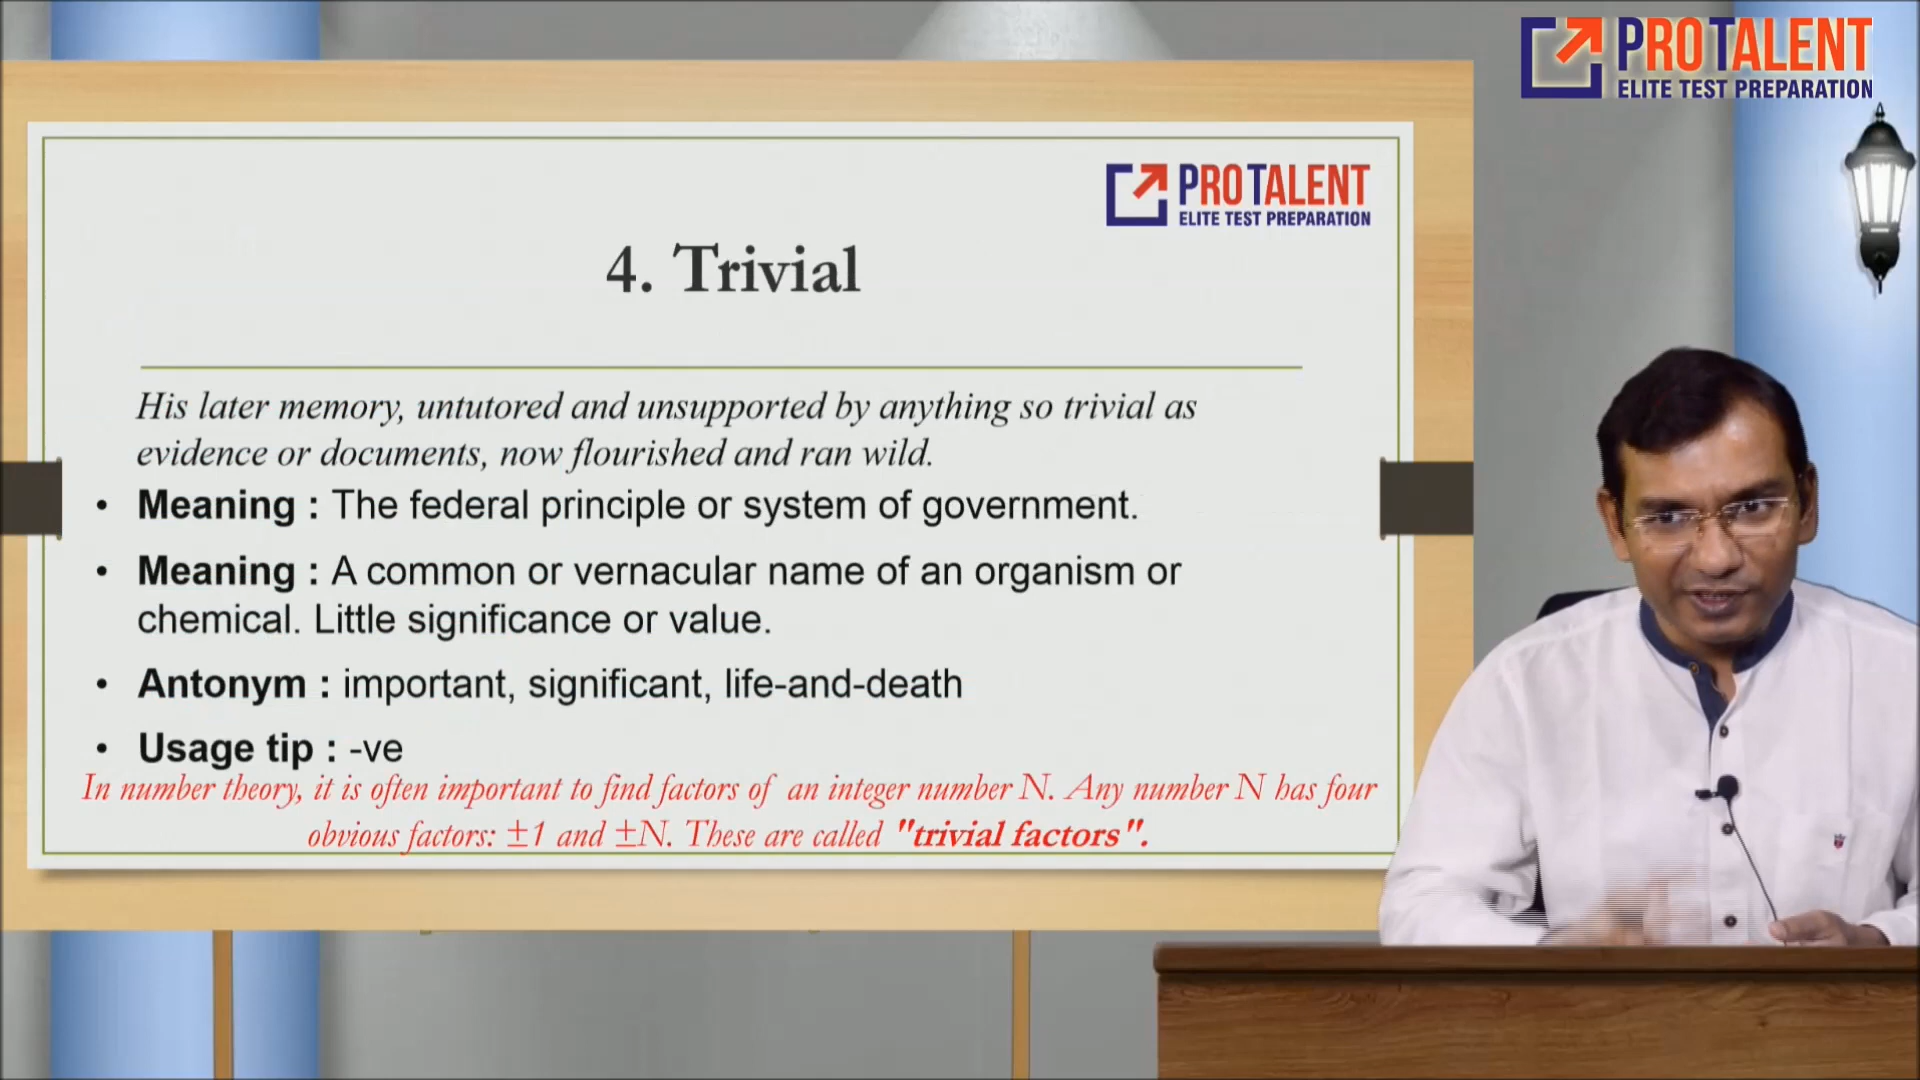 PROTALENT
ELITE TEST PREPARATION
PROTALENT
ELITE TEST PREPARATION
4. Trivial
His later memory, untutored and unsupported by anything so trivial as
evidence or documents, now flourished and ran wild.
• Meaning : The federal principle or system of government.
• Meaning : A common or vernacular name of an organism or
chemical. Little significance or value.
• Antonym : important, significant, life-and-death
• Usage tip : -ve
In number theory, it is often important to find factors of an integer number N. Any number N has four
obvious factors: ±1 and ±N. These are called "trivial factors".